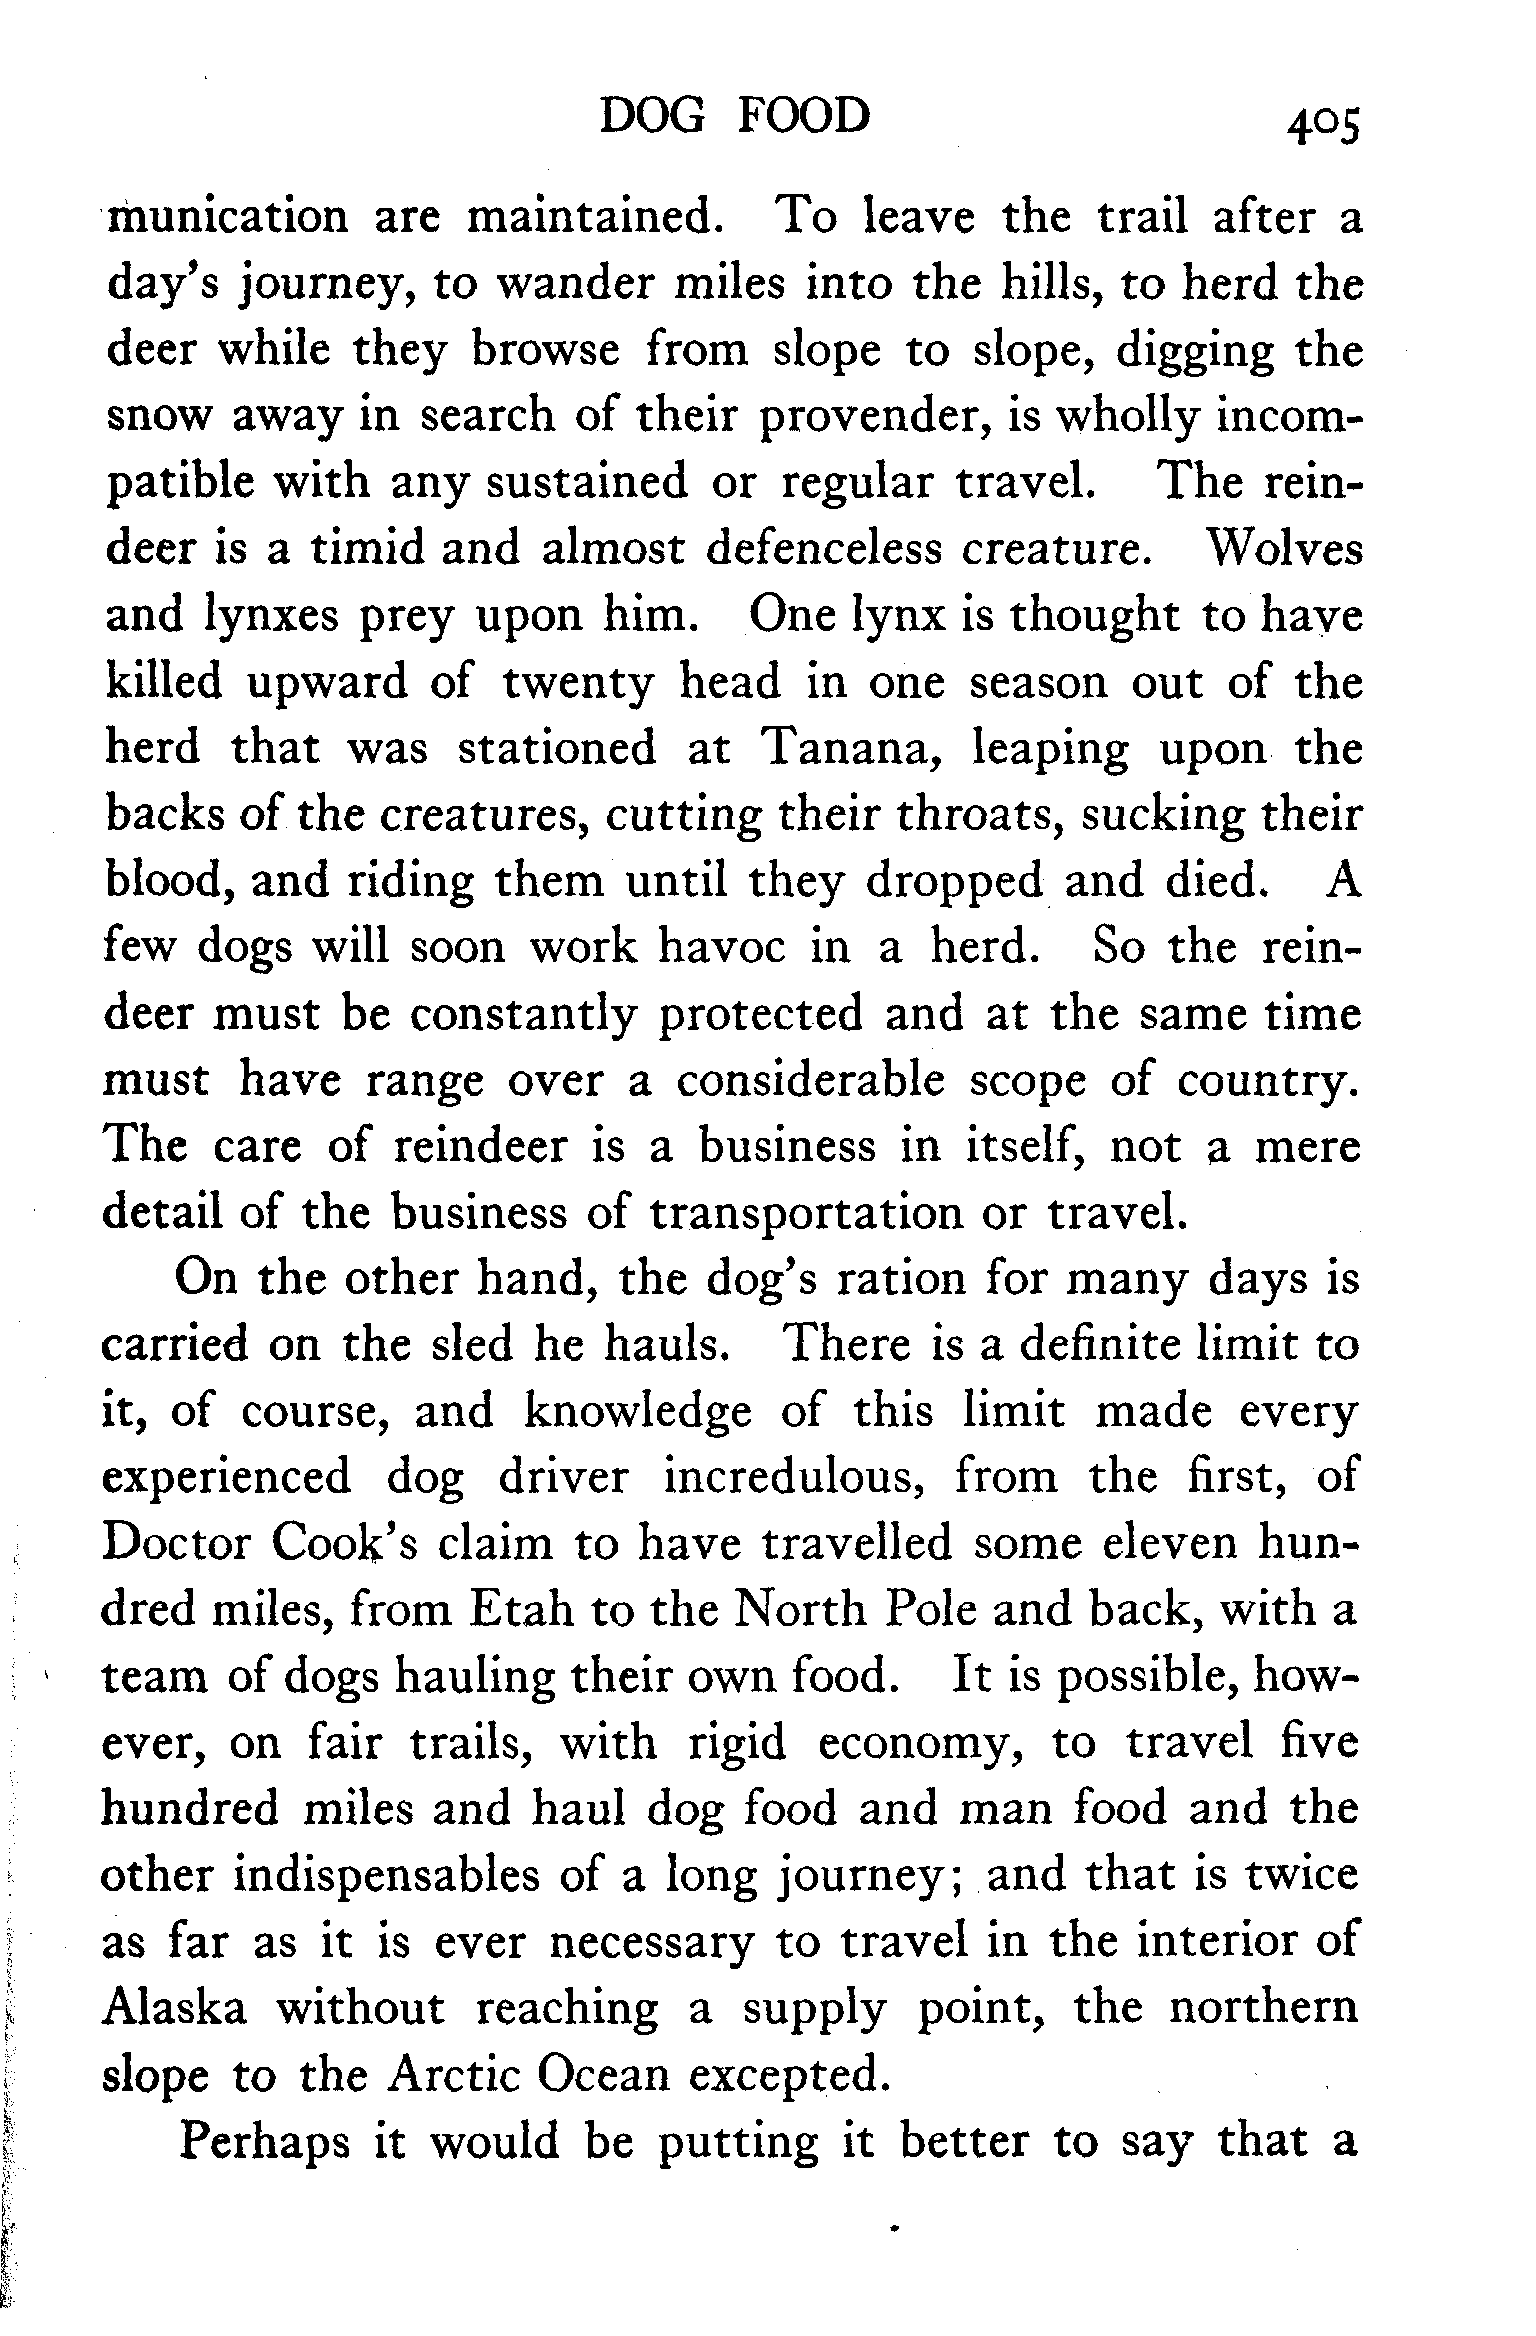 DOG FOOD 405
munication are maintained. To leave the trail after a
day's journey, to wander miles into the hills, to herd the
deer while they browse from slope to slope, digging the
snow away in search of their provender, is wholly incom-
patible with any sustained or regular travel. The rein-
deer is a timid and almost defenceless creature. Wolves
and lynxes prey upon him. One lynx is thought to have
killed upward of twenty head in one season out of the
herd that was stationed at Tanana, leaping upon the
backs of the creatures, cutting their throats, sucking their
blood, and riding them until they dropped and died. A
few dogs will soon work havoc in a herd. So the rein-
deer must be constantly protected and at the same time
must have range over a considerable scope of country.
The care of reindeer is a business in itself, not a mere
detail of the business of transportation or travel.
On the other hand, the dog's ration for many days is
carried on the sled he hauls. There is a definite limit to
it, of course, and knowledge of this limit made every
experienced dog driver incredulous, from the first, of
Doctor Cook's claim to have travelled some eleven hun-
dred miles, from Etah to the North Pole and back, with a
team of dogs hauling their own food. It is possible, how-
ever, on fair trails, with rigid economy, to travel five
hundred miles and haul dog food and man food and the
other indispensables of a long journey; and that is twice
as far as it is ever necessary to travel in the interior of
Alaska without reaching a supply point, the northern
slope to the Arctic Ocean excepted.
Perhaps it would be putting it better to say that a